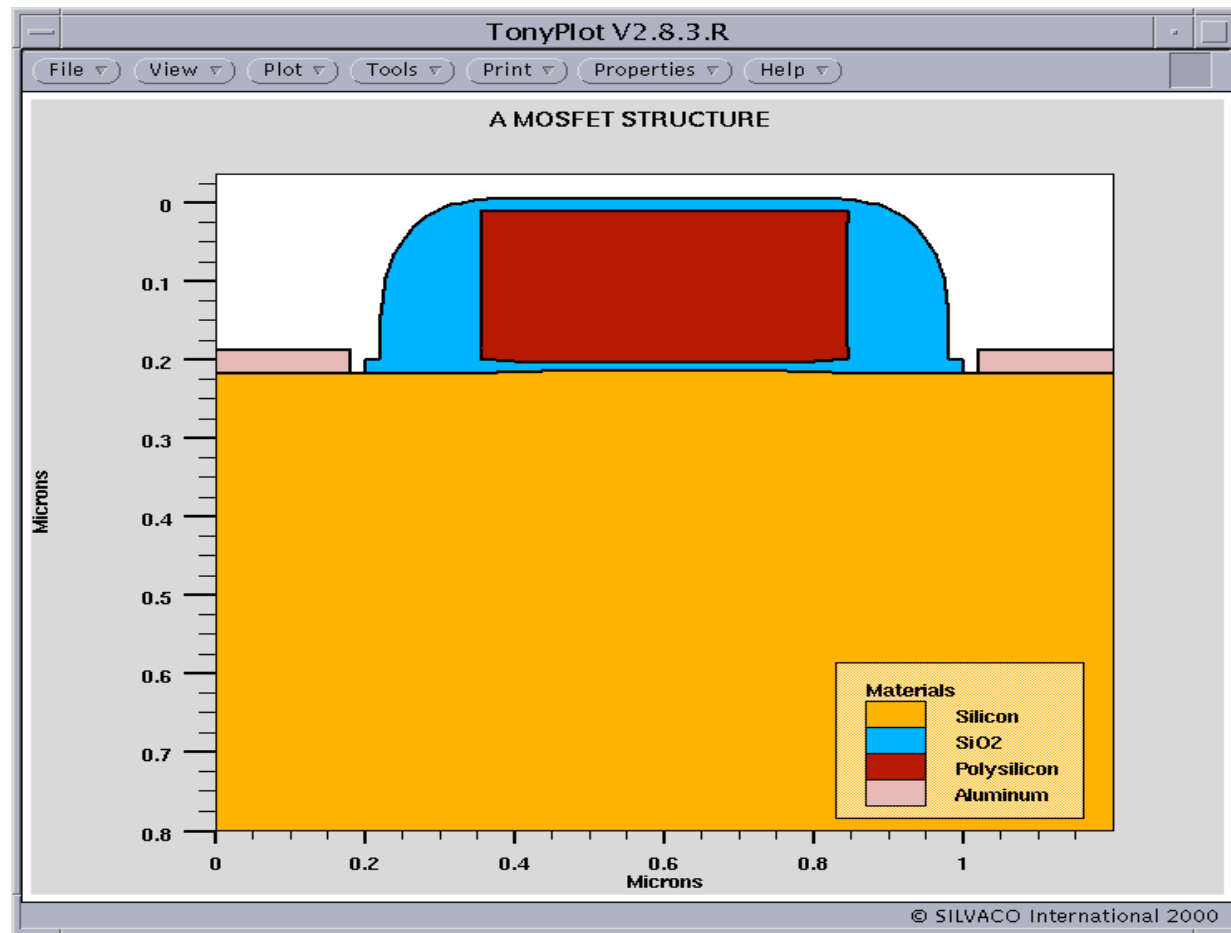 TonyPlot V2.8.3.R
File View Plot Tools Print Properties Help
A MOSFET STRUCTURE
0
0.1
0.2
0.3
0.4
0.5
0.6
0.7
0.8
Microns
Materials
Silicon
SiO2
Polysilicon
Aluminum
0 0.2 0.4 0.6 0.8 1
Microns
© SILVACO International 2000